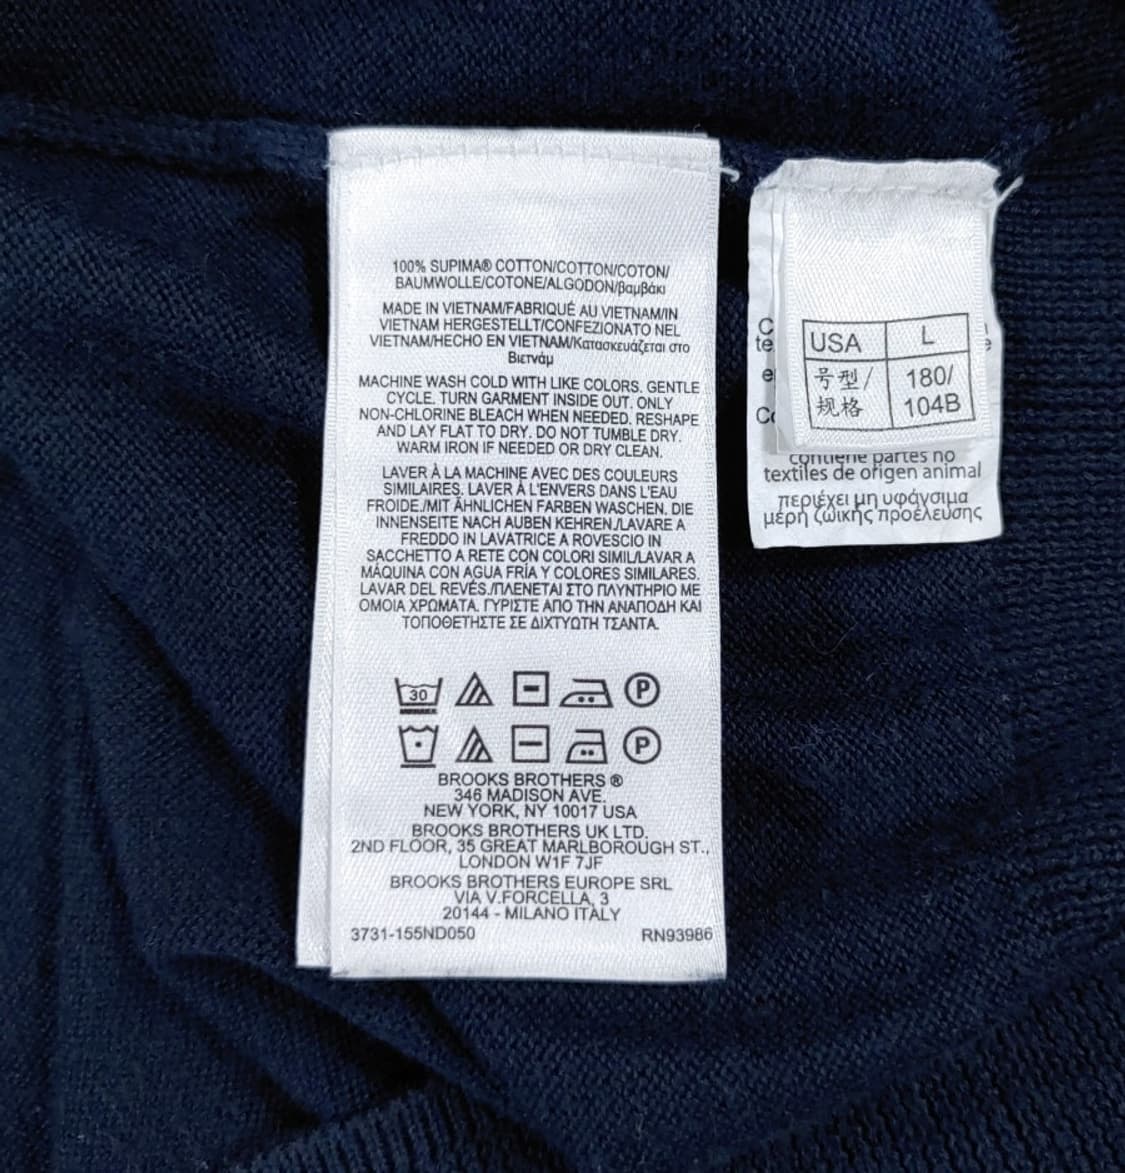 100% SUPIMA® COTTON/COTTON/COTON/
BAUMWOLLE/COTONE/ALGODON/βαμβάκι
MADE IN VIETNAM/FABRIQUÉ AU VIETNAM/IN
VIETNAM HERGESTELLT/CONFEZIONATO NEL
VIETNAM/HECHO EN VIETNAM/Κατασκευάζεται στο
Βιετνάμ
MACHINE WASH COLD WITH LIKE COLORS. GENTLE
CYCLE. TURN GARMENT INSIDE OUT. ONLY
NON-CHLORINE BLEACH WHEN NEEDED. RESHAPE
AND LAY FLAT TO DRY. DO NOT TUMBLE DRY.
WARM IRON IF NEEDED OR DRY CLEAN.
LAVER À LA MACHINE AVEC DES COULEURS
SIMILAIRES. LAVER À L'ENVERS DANS L'EAU
FROIDE./MIT ÄHNLICHEN FARBEN WASCHEN. DIE
INNENSEITE NACH AUBEN KEHREN./LAVARE A
FREDDO IN LAVATRICE A ROVESCIO IN
SACCHETTO A RETE CON COLORI SIMILI/LAVAR A
MÁQUINA CON AGUA FRÍA Y COLORES SIMILARES.
LAVAR DEL REVÉS./ΠΛΕΝΕΤΑΙ ΣΤΟ ΠΛΥΝΤΗΡΙΟ ΜΕ
ΟΜΟΙΑ ΧΡΩΜΑΤΑ. ΓΥΡΙΣΤΕ ΑΠΟ ΤΗΝ ΑΝΑΠΟΔΗ ΚΑΙ
ΤΟΠΟΘΕΤΗΣΤΕ ΣΕ ΔΙΧΤΥΩΤΗ ΤΣΑΝΤΑ.
30 P
P
BROOKS BROTHERS ®
346 MADISON AVE.
NEW YORK, NY 10017 USA
BROOKS BROTHERS UK LTD.
2ND FLOOR, 35 GREAT MARLBOROUGH ST.,
LONDON W1F 7JF
BROOKS BROTHERS EUROPE SRL
VIA V.FORCELLA, 3
20144 - MILANO ITALY
3731-155ND050 RN93986
USA L
号型/ 180/
规格 104B
contiene partes no
textiles de origen animal
περιέχει μη υφάνσιμα
μέρη ζωικής προέλευσης